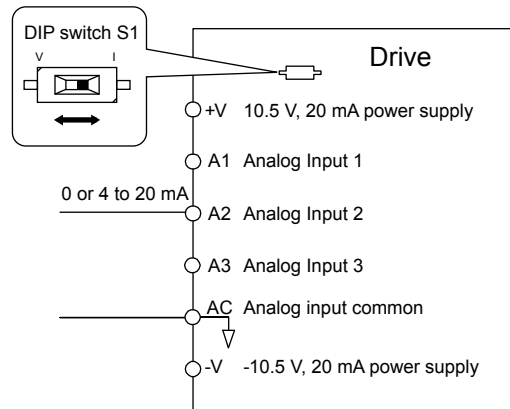 DIP switch S1
V I
Drive
+V 10.5 V, 20 mA power supply
A1 Analog Input 1
0 or 4 to 20 mA
A2 Analog Input 2
A3 Analog Input 3
AC Analog input common
-V -10.5 V, 20 mA power supply